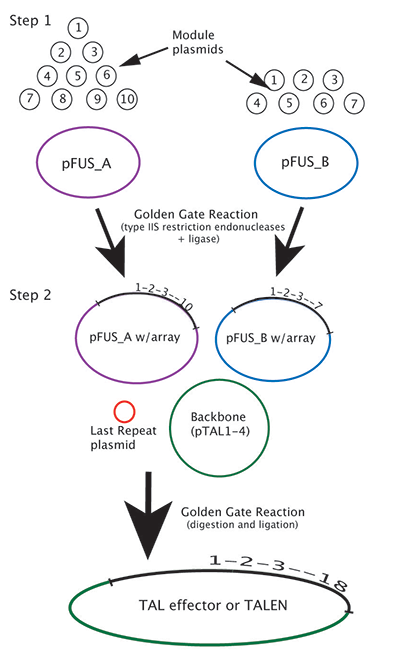 Step 1
Module
plasmids
1
2 3
4 5 6
7 8 9 10
1 2 3
4 5 6 7
pFUS_A
pFUS_B
Golden Gate Reaction
(type IIS restriction endonucleases
+ ligase)
Step 2
1-2-3--10
1-2-3--7
pFUS_A w/array
pFUS_B w/array
Last Repeat
plasmid
Backbone
(pTAL1-4)
Golden Gate Reaction
(digestion and ligation)
1-2-3--18
TAL effector or TALEN